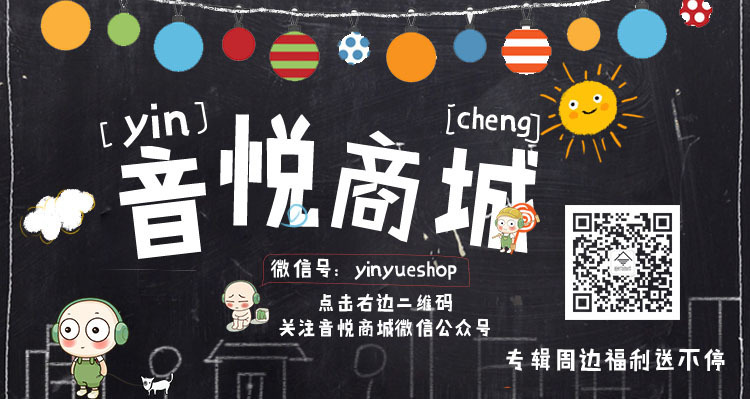 [yin] [cheng]
音悦商城
微信号：yinyueshop
点击右边二维码
关注音悦商城微信公众号
专辑周边福利送不停